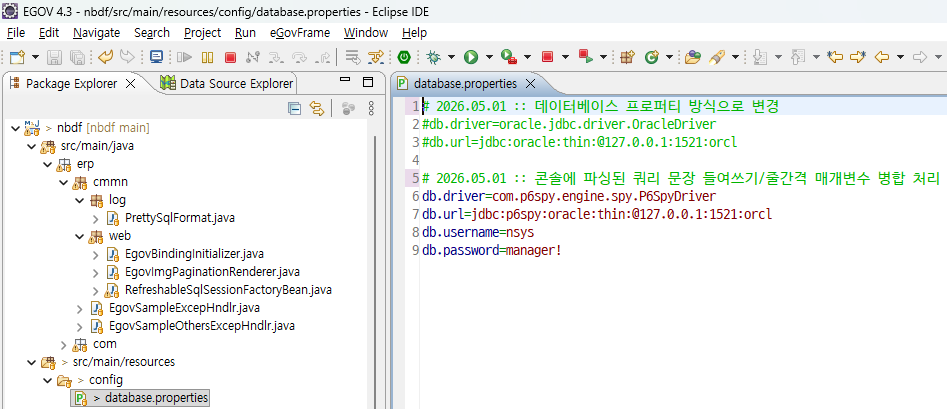 EGOV 4.3 - nbdf/src/main/resources/config/database.properties - Eclipse IDE
File Edit Navigate Search Project Run eGovFrame Window Help
Package Explorer
Data Source Explorer
nbdf [nbdf main]
src/main/java
erp
cmmn
log
PrettySqlFormat.java
web
EgovBindingInitializer.java
EgovImgPaginationRenderer.java
RefreshableSqlSessionFactoryBean.java
EgovSampleExcepHndlr.java
EgovSampleOthersExcepHndlr.java
com
src/main/resources
config
database.properties
database.properties
1 # 2026.05.01 :: 데이터베이스 프로퍼티 방식으로 변경
2 #db.driver=oracle.jdbc.driver.OracleDriver
3 #db.url=jdbc:oracle:thin:@127.0.0.1:1521:orcl
4
5 # 2026.05.01 :: 콘솔에 파싱된 쿼리 문장 들여쓰기/줄간격 매개변수 병합 처리
6 db.driver=com.p6spy.engine.spy.P6SpyDriver
7 db.url=jdbc:p6spy:oracle:thin:@127.0.0.1:1521:orcl
8 db.username=nsys
9 db.password=manager!